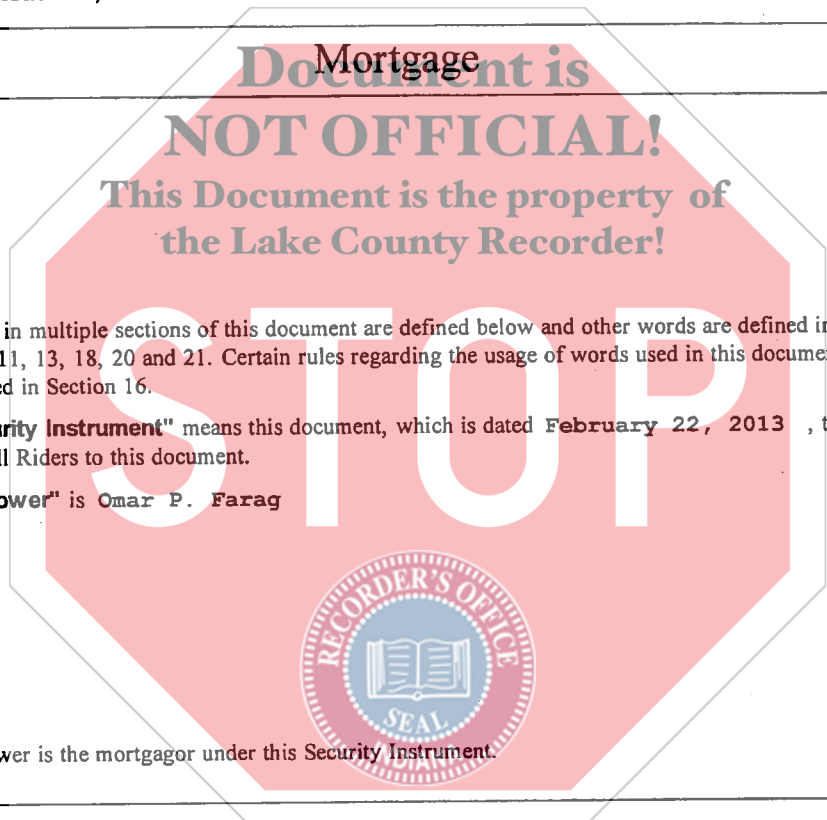 Mortgage
Document is
NOT OFFICIAL!
This Document is the property of
the Lake County Recorder!
in multiple sections of this document are defined below and other words are defined in
11, 13, 18, 20 and 21. Certain rules regarding the usage of words used in this docume
ed in Section 16.
rity Instrument" means this document, which is dated February 22, 2013 , t
ll Riders to this document.
ower" is Omar P. Farag
STOP
RECORDER'S OFFICE
SEAL
INDIANA
wer is the mortgagor under this Security Instrument.